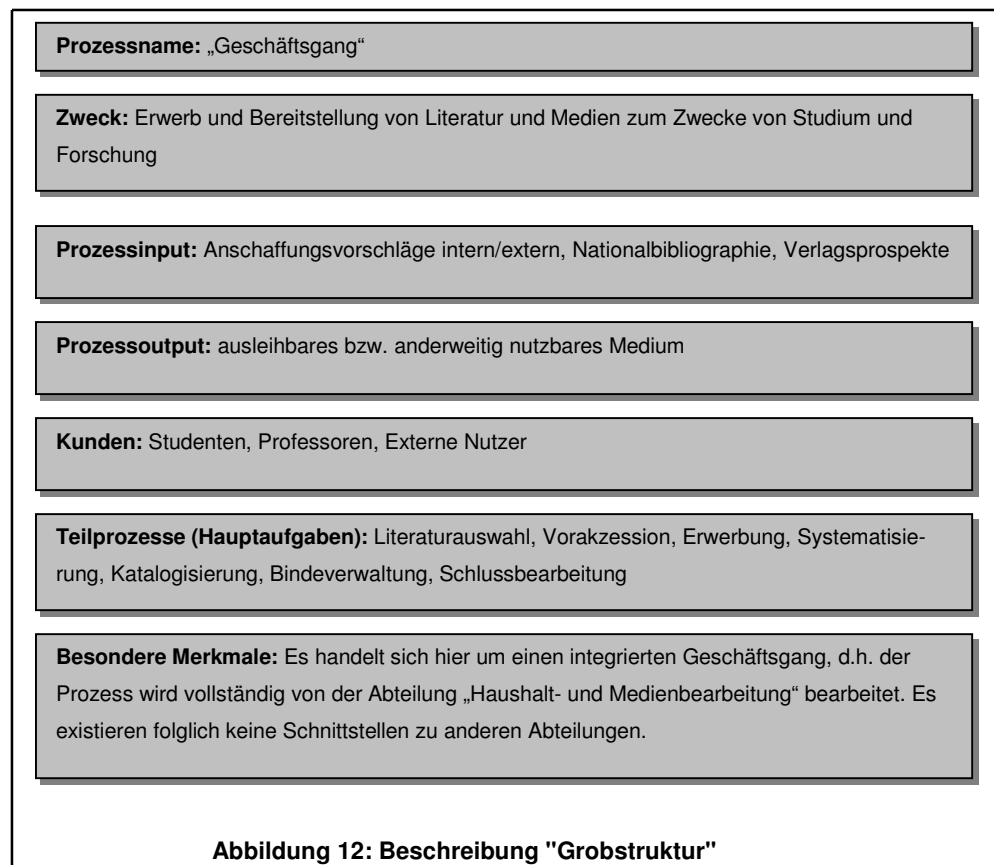 Prozessname: „Geschäftsgang“
Zweck: Erwerb und Bereitstellung von Literatur und Medien zum Zwecke von Studium und
Forschung
Prozessinput: Anschaffungsvorschläge intern/extern, Nationalbibliographie, Verlagsprospekte
Prozessoutput: ausleihbares bzw. anderweitig nutzbares Medium
Kunden: Studenten, Professoren, Externe Nutzer
Teilprozesse (Hauptaufgaben): Literaturauswahl, Vorakzession, Erwerbung, Systematisie-
rung, Katalogisierung, Bindeverwaltung, Schlussbearbeitung
Besondere Merkmale: Es handelt sich hier um einen integrierten Geschäftsgang, d.h. der
Prozess wird vollständig von der Abteilung „Haushalt- und Medienbearbeitung“ bearbeitet. Es
existieren folglich keine Schnittstellen zu anderen Abteilungen.
Abbildung 12: Beschreibung "Grobstruktur"